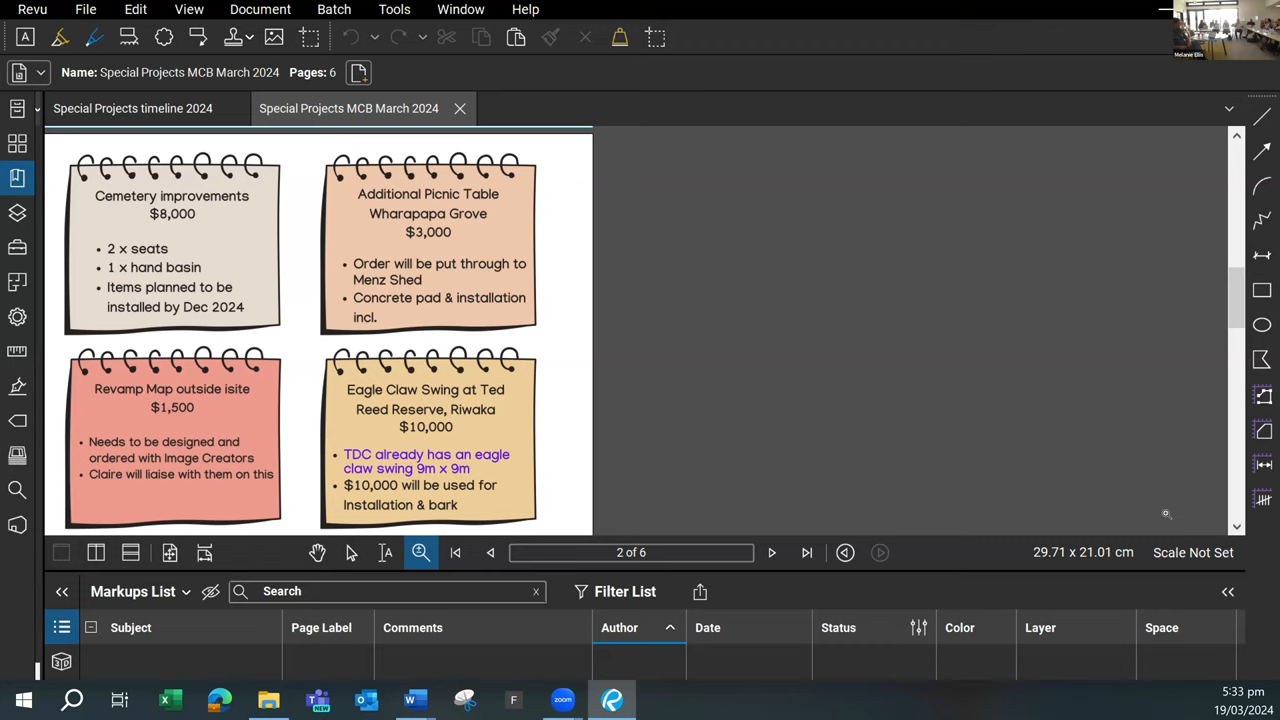 Revu File Edit View Document Batch Tools Window Help
Melanie Ellis
Name: Special Projects MCB March 2024 Pages: 6
Special Projects timeline 2024
Special Projects MCB March 2024
Cemetery improvements
$8,000
• 2 x seats
• 1 x hand basin
• Items planned to be
installed by Dec 2024
Additional Picnic Table
Wharapapa Grove
$3,000
• Order will be put through to
Menz Shed
• Concrete pad & installation
incl.
Revamp Map outside isite
$1,500
• Needs to be designed and
ordered with Image Creators
• Claire will liaise with them on this
Eagle Claw Swing at Ted
Reed Reserve, Riwaka
$10,000
• TDC already has an eagle
claw swing 9m x 9m
• $10,000 will be used for
Installation & bark
2 of 6
29.71 x 21.01 cm
Scale Not Set
Markups List
Search
x
Filter List
Subject Page Label Comments Author Date Status Color Layer Space
NEW
zoom
F
5:33 pm
19/03/2024